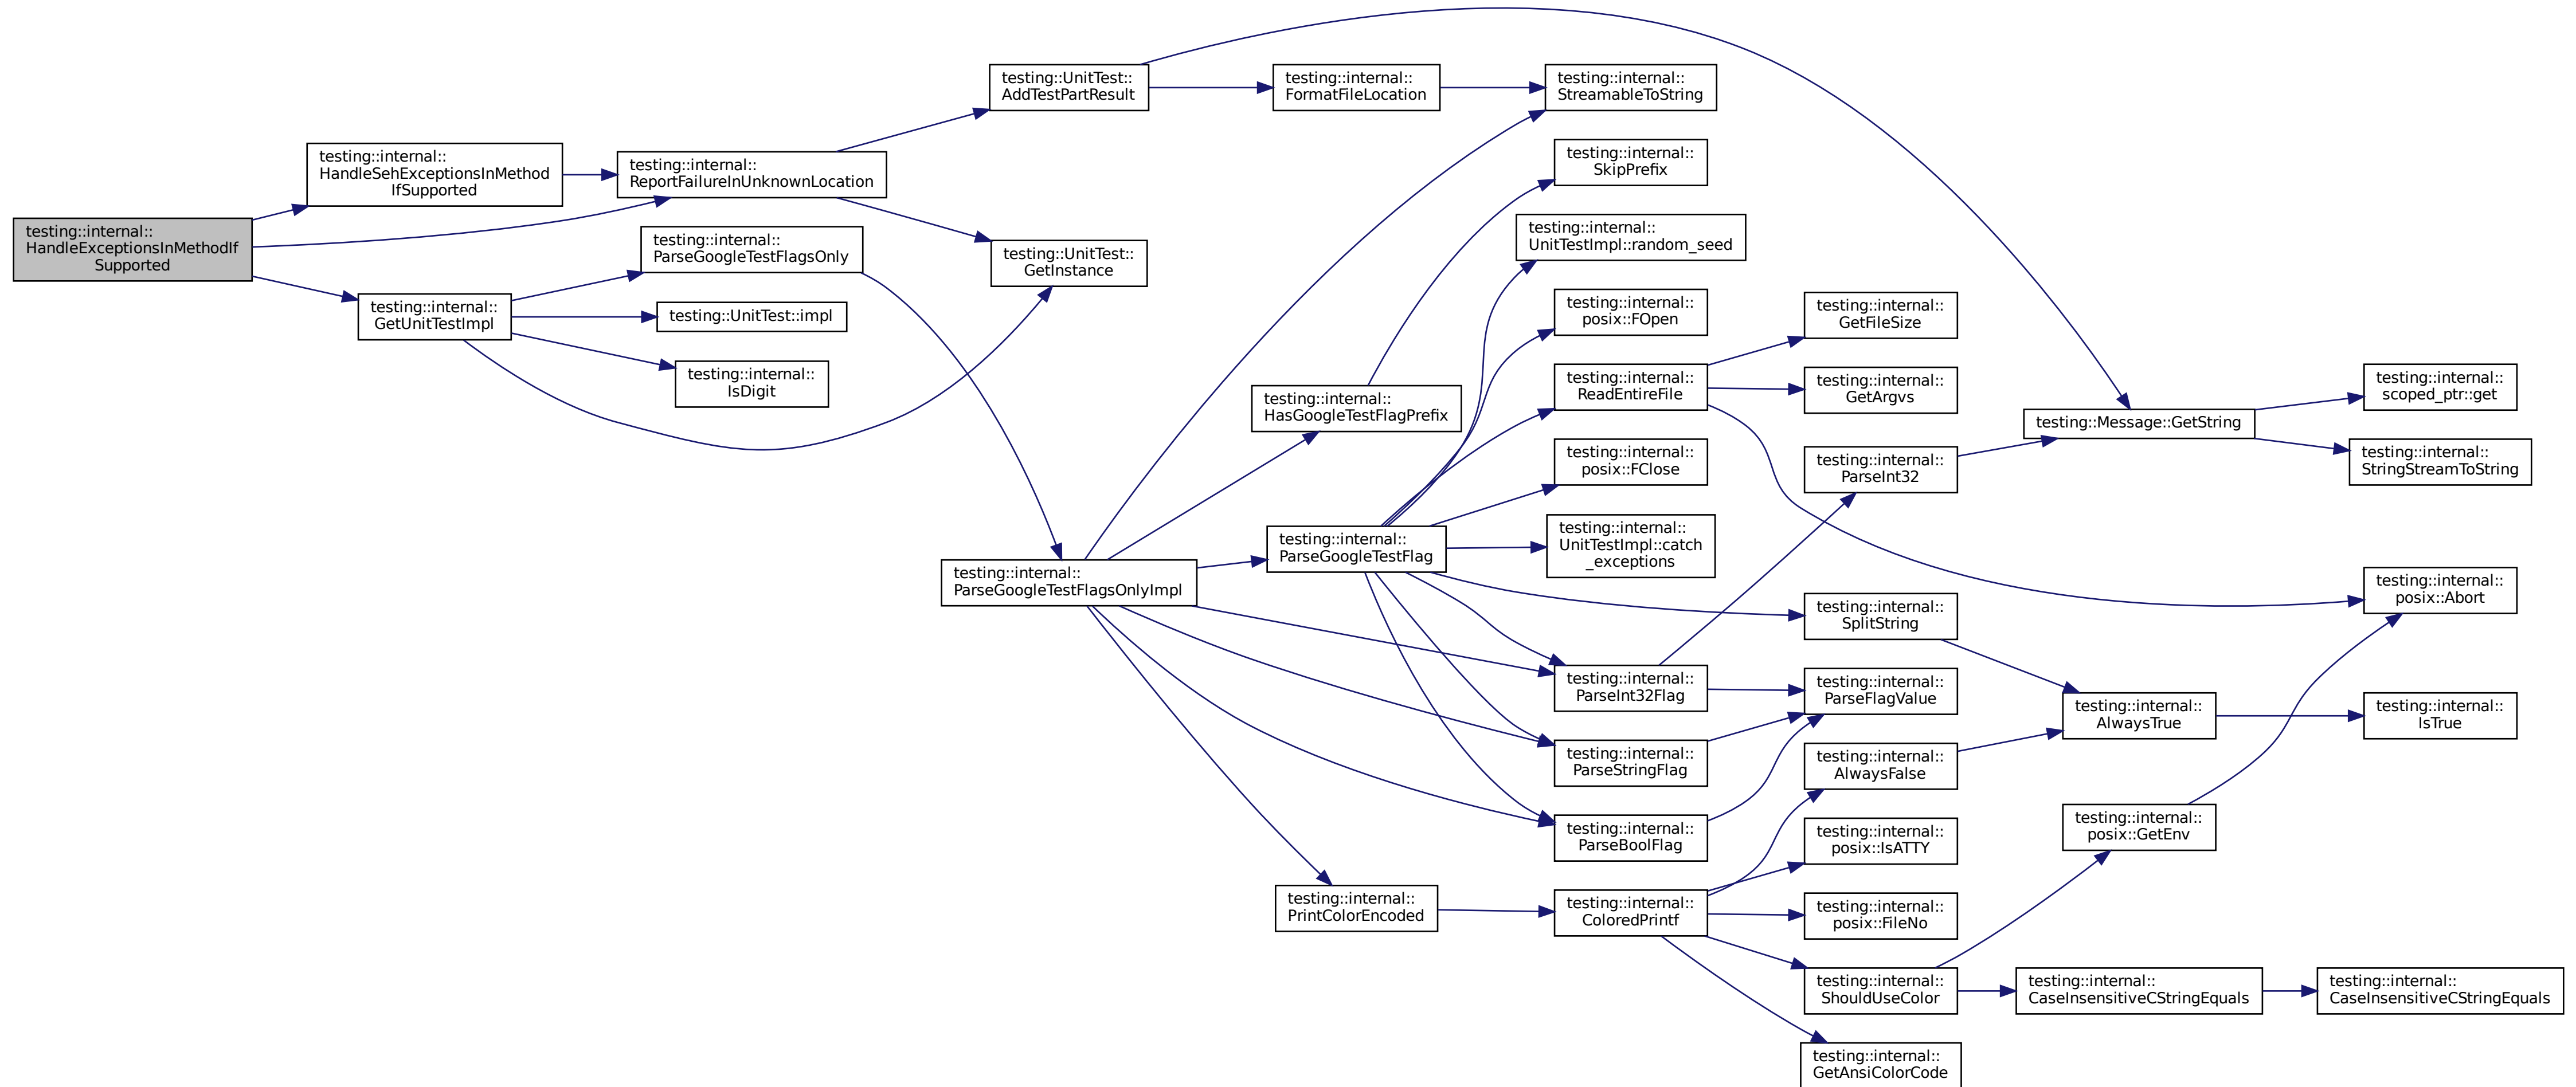 testing::internal::
HandleExceptionsInMethodIf
Supported
testing::internal::
HandleSehExceptionsInMethod
IfSupported
testing::internal::
GetUnitTestImpl
testing::internal::
ReportFailureInUnknownLocation
testing::internal::
ParseGoogleTestFlagsOnly
testing::UnitTest::impl
testing::internal::
IsDigit
testing::UnitTest::
AddTestPartResult
testing::UnitTest::
GetInstance
testing::internal::
ParseGoogleTestFlagsOnlyImpl
testing::internal::
FormatFileLocation
testing::internal::
HasGoogleTestFlagPrefix
testing::internal::
ParseGoogleTestFlag
testing::internal::
PrintColorEncoded
testing::internal::
StreamableToString
testing::internal::
SkipPrefix
testing::internal::
UnitTestImpl::random_seed
testing::internal::
posix::FOpen
testing::internal::
ReadEntireFile
testing::internal::
posix::FClose
testing::internal::
UnitTestImpl::catch
_exceptions
testing::internal::
ParseInt32Flag
testing::internal::
ParseStringFlag
testing::internal::
ParseBoolFlag
testing::internal::
ColoredPrintf
testing::internal::
GetFileSize
testing::internal::
GetArgvs
testing::internal::
ParseInt32
testing::internal::
SplitString
testing::internal::
ParseFlagValue
testing::internal::
AlwaysFalse
testing::internal::
posix::IsATTY
testing::internal::
posix::FileNo
testing::internal::
ShouldUseColor
testing::internal::
GetAnsiColorCode
testing::Message::GetString
testing::internal::
AlwaysTrue
testing::internal::
posix::GetEnv
testing::internal::
CaseInsensitiveCStringEquals
testing::internal::
scoped_ptr::get
testing::internal::
StringStreamToString
testing::internal::
posix::Abort
testing::internal::
IsTrue
testing::internal::
CaseInsensitiveCStringEquals